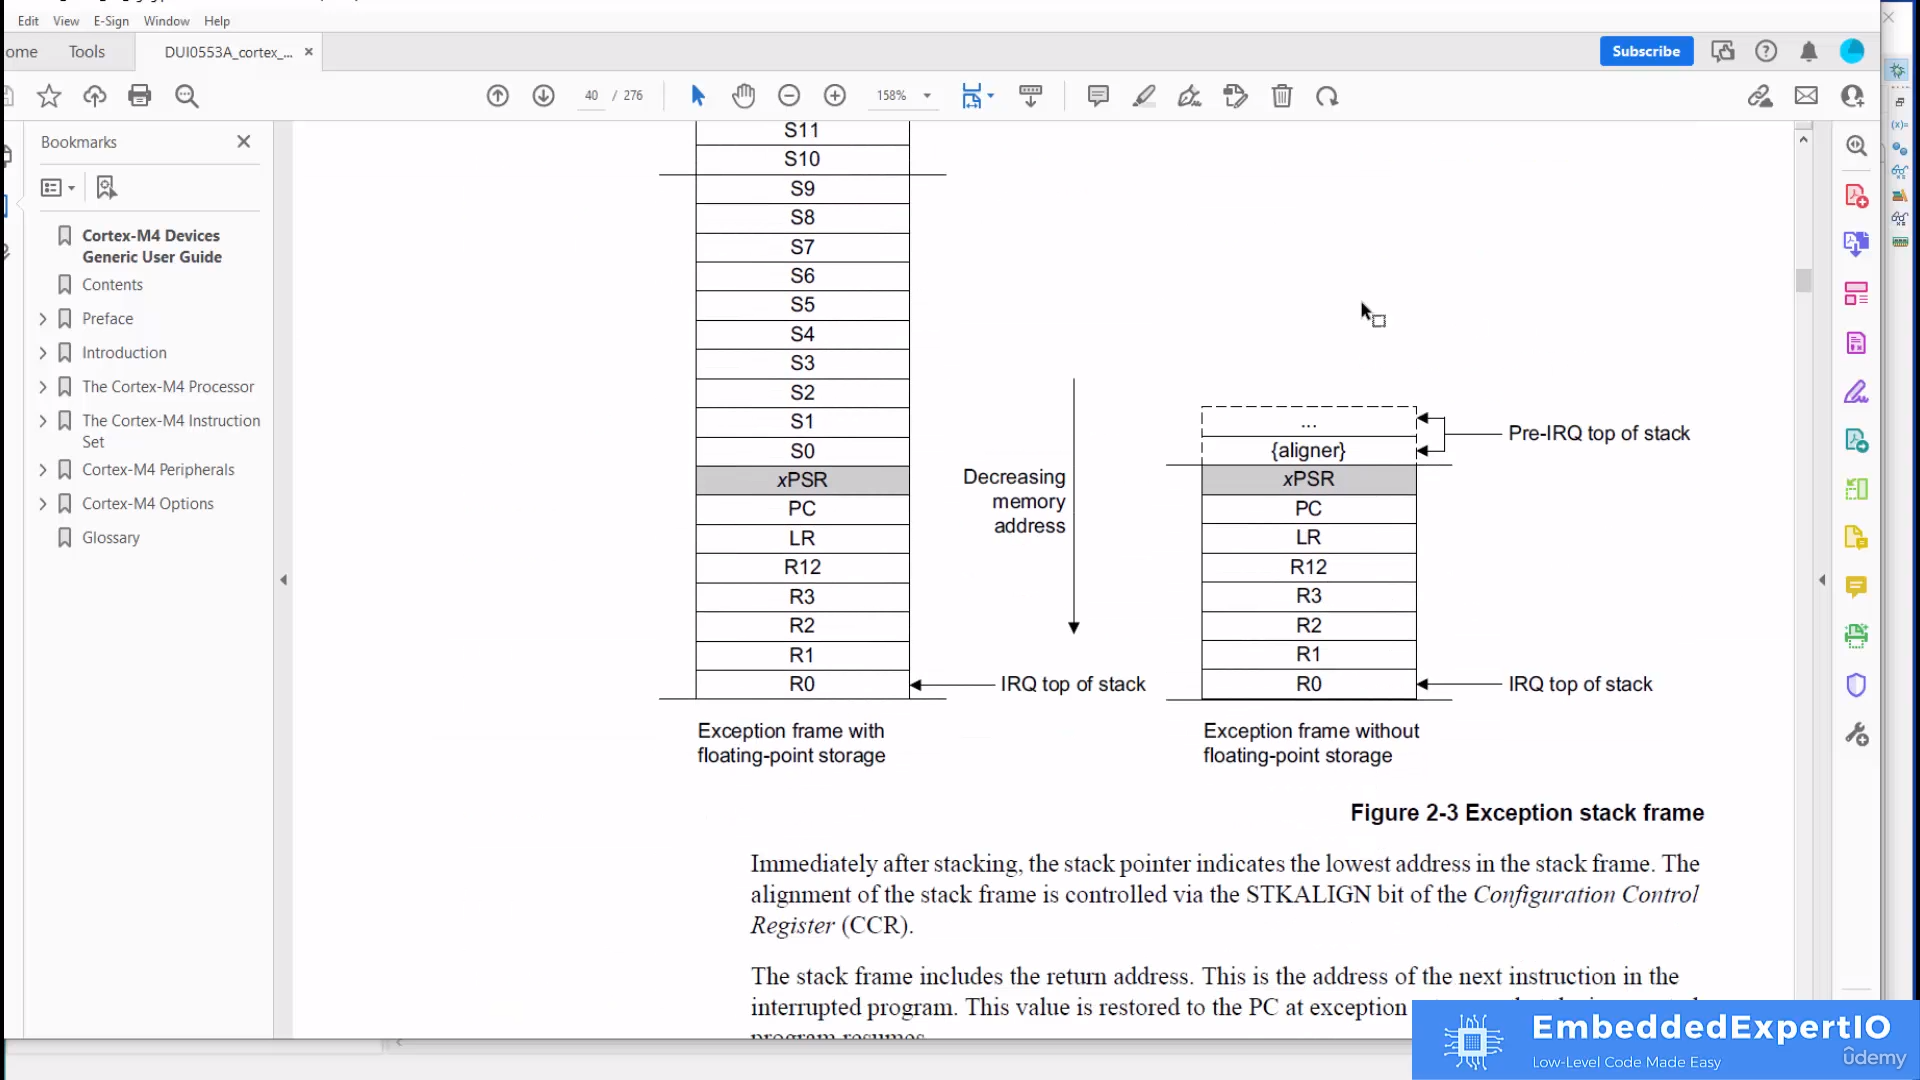 Edit View E-Sign Window Help
ome Tools DUI0553A_cortex_... × Subscribe
40 / 276 158%
Bookmarks
Cortex-M4 Devices
Generic User Guide
Contents
Preface
Introduction
The Cortex-M4 Processor
The Cortex-M4 Instruction
Set
Cortex-M4 Peripherals
Cortex-M4 Options
Glossary
S11
S10
S9
S8
S7
S6
S5
S4
S3
S2
S1
S0
xPSR
PC
LR
R12
R3
R2
R1
R0
IRQ top of stack
Exception frame with
floating-point storage
Decreasing
memory
address
...
{aligner}
Pre-IRQ top of stack
xPSR
PC
LR
R12
R3
R2
R1
R0
IRQ top of stack
Exception frame without
floating-point storage
Figure 2-3 Exception stack frame
Immediately after stacking, the stack pointer indicates the lowest address in the stack frame. The
alignment of the stack frame is controlled via the STKALIGN bit of the Configuration Control
Register (CCR).
The stack frame includes the return address. This is the address of the next instruction in the
interrupted program. This value is restored to the PC at exception
program resumes
EmbeddedExpertIO
Low-Level Code Made Easy
ûdemy